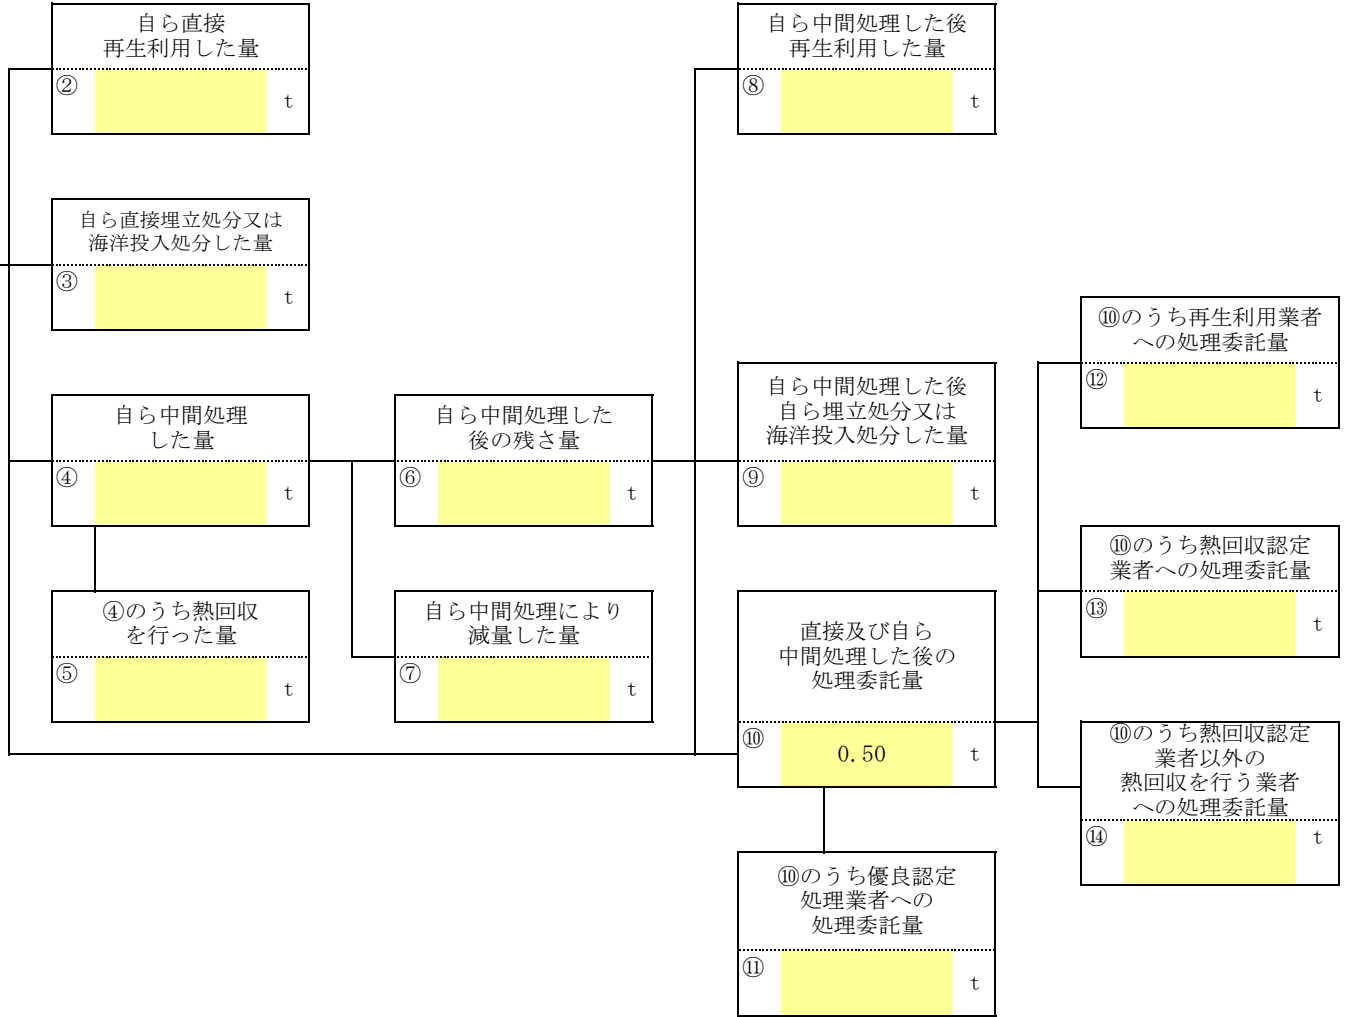 自ら直接
再生利用した量
②
t
自ら直接埋立処分又は
海洋投入処分した量
③
t
自ら中間処理
した量
④
t
④のうち熱回収
を行った量
⑤
t
自ら中間処理した
後の残さ量
⑥
t
自ら中間処理により
減量した量
⑦
t
自ら中間処理した後
再生利用した量
⑧
t
自ら中間処理した後
自ら埋立処分又は
海洋投入処分した量
⑨
t
直接及び自ら
中間処理した後の
処理委託量
⑩
0.50
t
⑩のうち優良認定
処理業者への
処理委託量
⑪
t
⑩のうち再生利用業者
への処理委託量
⑫
t
⑩のうち熱回収認定
業者への処理委託量
⑬
t
⑩のうち熱回収認定
業者以外の
熱回収を行う業者
への処理委託量
⑭
t